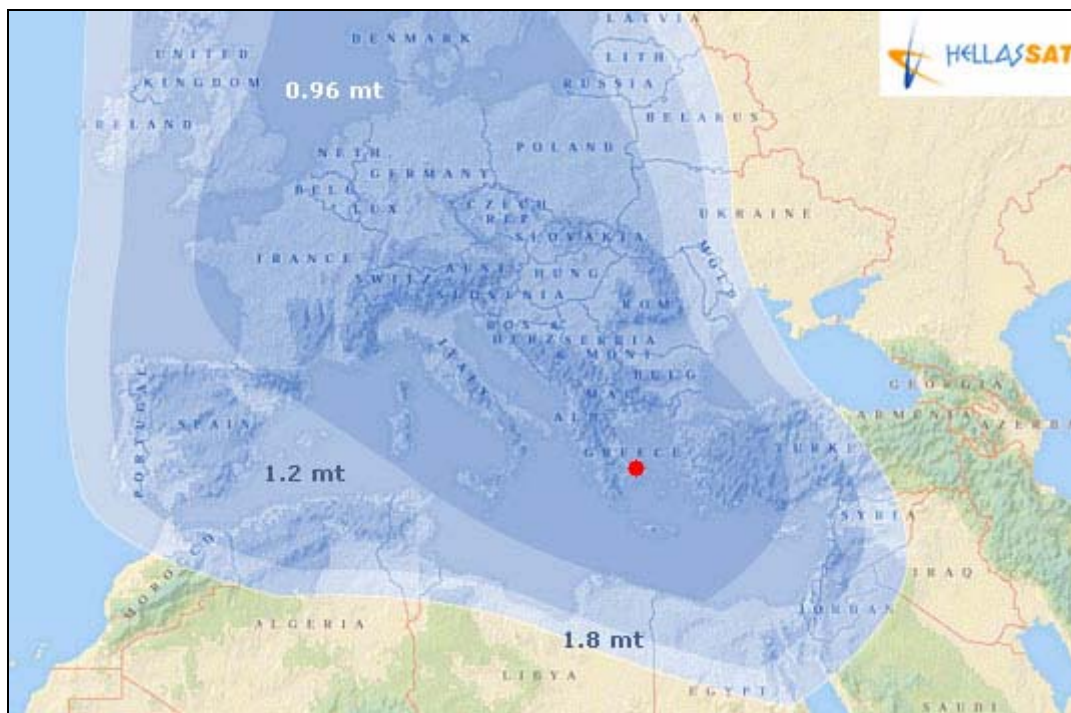 LATVIA
DENMARK
HELLASSAT
UNITED
LITH
KINGDOM
RUSSIA
0.96 mt
IRELAND
BELARUS
NETH.
POLAND
GERMANY
BELG
LUX
CZECH
REP
UKRAINE
SLOVAKIA
FRANCE
MOLD
SWITZ
AUST
HUNG
SLOVENIA
ROM
BOS &
HERZ
SERBIA
& MONT
ITALY
BULG
PORTUGAL
GEORGIA
MAC
ALB
ARMENIA
SPAIN
AZERBA
GREECE
TURKE
1.2 mt
SYRIA
MOROCCO
IRAQ
JORDAN
ALGERIA
1.8 mt
LIBYA
EGYPT
SAUDI